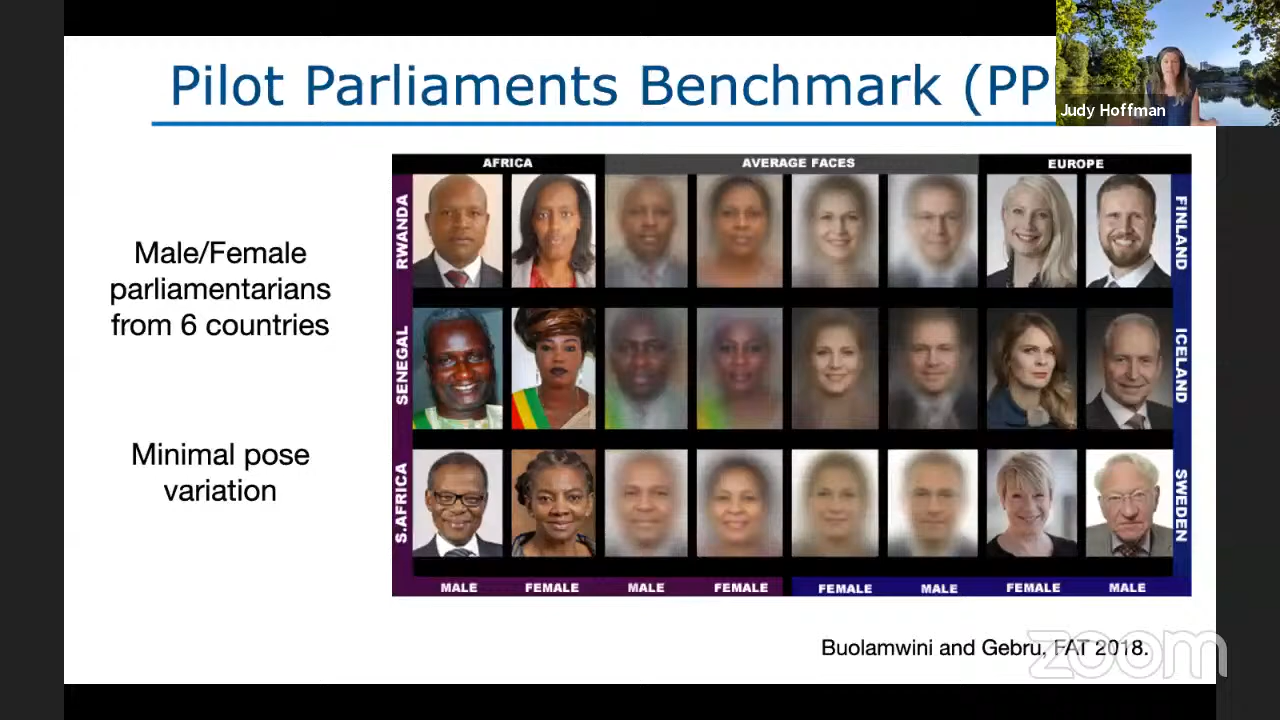 Pilot Parliaments Benchmark (PP
Judy Hoffman
Male/Female
parliamentarians
from 6 countries
Minimal pose
variation
AFRICA AVERAGE FACES EUROPE
RWANDA
FINLAND
SENEGAL
ICELAND
S.AFRICA
SWEDEN
MALE FEMALE MALE FEMALE FEMALE MALE FEMALE MALE
Buolamwini and Gebru, FAT 2018.
zoom